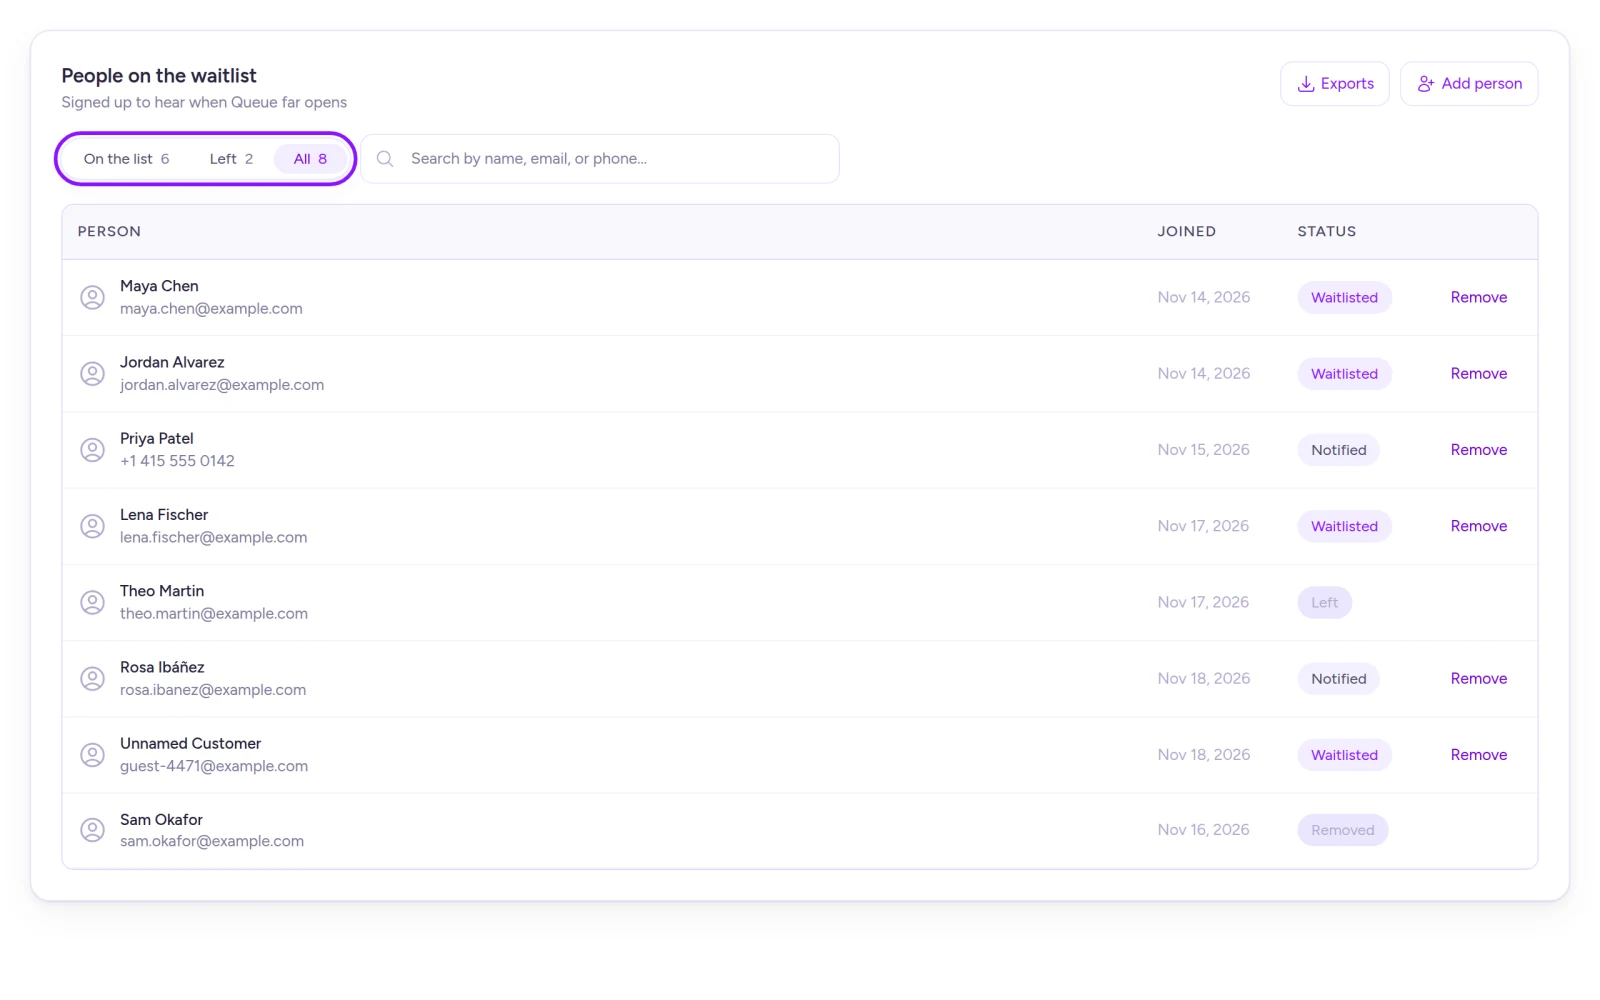 People on the waitlist
Signed up to hear when Queue far opens
Exports
Add person
On the list 6
Left 2
All 8
Search by name, email, or phone...
PERSON JOINED STATUS
Maya Chen
maya.chen@example.com
Nov 14, 2026 Waitlisted Remove
Jordan Alvarez
jordan.alvarez@example.com
Nov 14, 2026 Waitlisted Remove
Priya Patel
+1 415 555 0142
Nov 15, 2026 Notified Remove
Lena Fischer
lena.fischer@example.com
Nov 17, 2026 Waitlisted Remove
Theo Martin
theo.martin@example.com
Nov 17, 2026 Left
Rosa Ibáñez
rosa.ibanez@example.com
Nov 18, 2026 Notified Remove
Unnamed Customer
guest-4471@example.com
Nov 18, 2026 Waitlisted Remove
Sam Okafor
sam.okafor@example.com
Nov 16, 2026 Removed